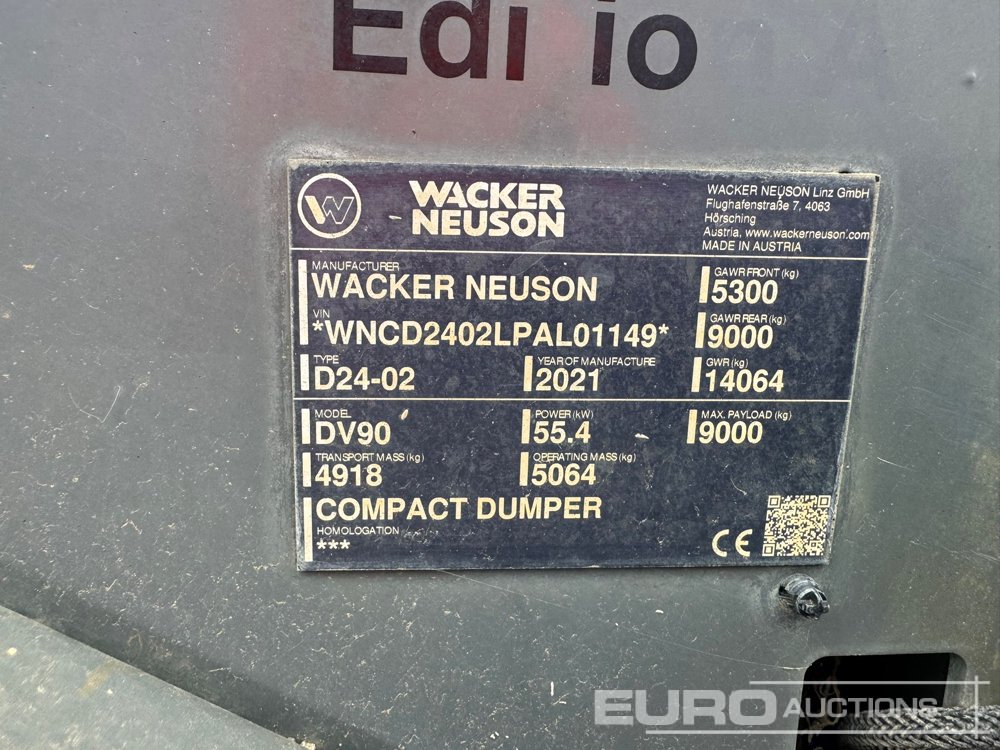 Edi io
WACKER
NEUSON
WACKER NEUSON Linz GmbH
Flughafenstraße 7, 4063
Hörsching
Austria, www.wackerneuson.com
MADE IN AUSTRIA
MANUFACTURER
WACKER NEUSON
GAWR FRONT (kg)
5300
VIN
*WNCD2402LPAL01149*
GAWR REAR (kg)
9000
TYPE
D24-02
YEAR OF MANUFACTURE
2021
GWR (kg)
14064
MODEL
DV90
POWER (kW)
55.4
MAX. PAYLOAD (kg)
9000
TRANSPORT MASS (kg)
4918
OPERATING MASS (kg)
5064
COMPACT DUMPER
HOMOLOGATION
***
CE
EURO AUCTIONS